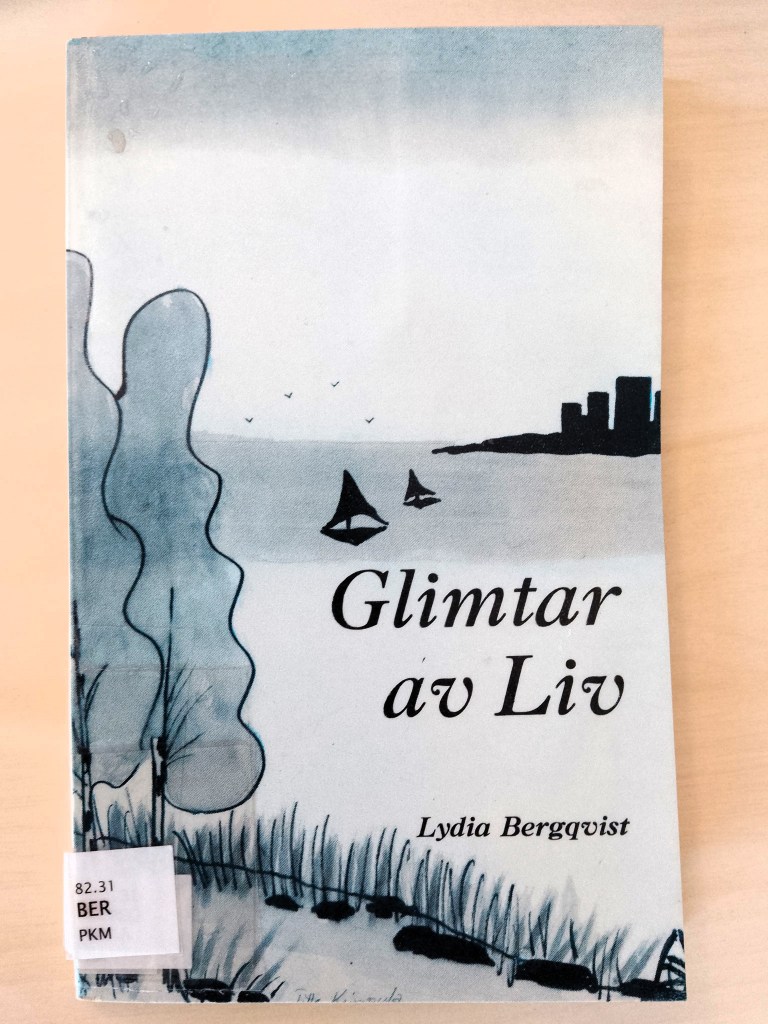 Glimtar
av Liv
Lydia Bergqvist
82.31
BER
PKM